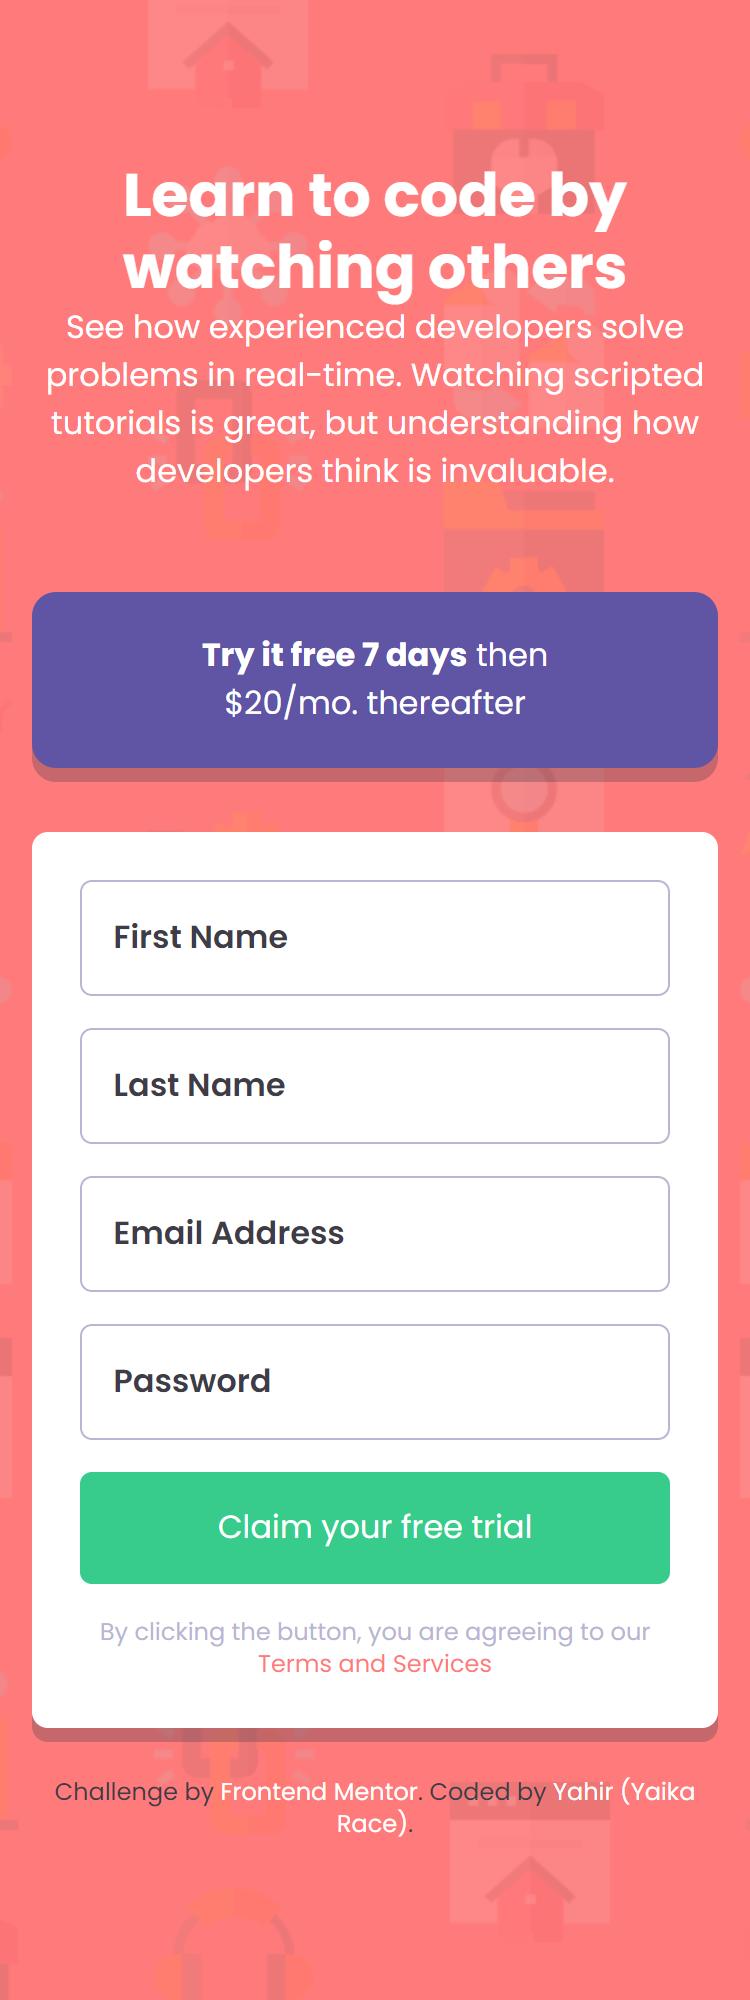 Learn to code by
watching others
See how experienced developers solve
problems in real-time. Watching scripted
tutorials is great, but understanding how
developers think is invaluable.
Try it free 7 days then
$20/mo. thereafter
First Name
Last Name
Email Address
Password
Claim your free trial
By clicking the button, you are agreeing to our
Terms and Services
Challenge by Frontend Mentor. Coded by Yahir (Yaika
Race).